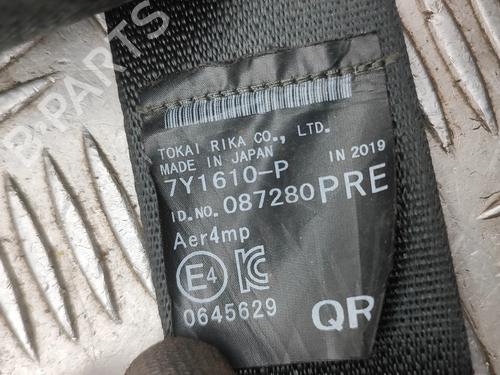 B-PARTS
TOKAI RIKA CO., LTD.
MADE IN JAPAN IN 2019
7Y1610-P
ID.NO. 087280 PRE
Aer4mp
E4
0645629 QR